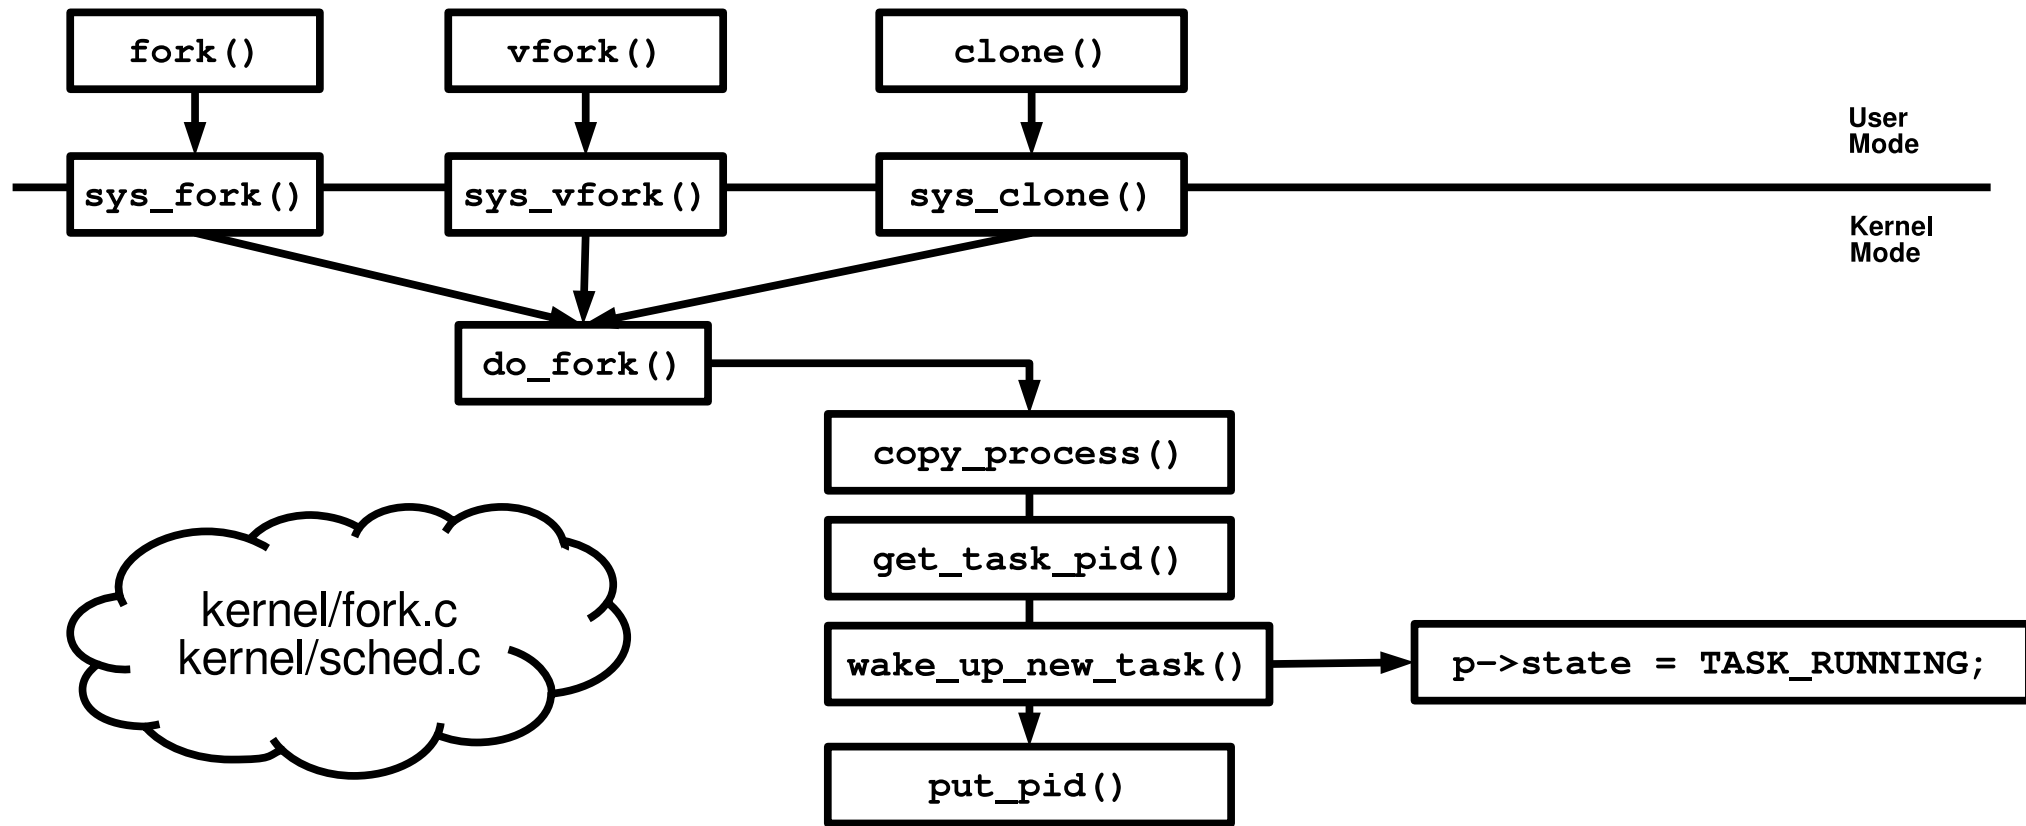 fork()
vfork()
clone()
User
Mode
sys_fork()
sys_vfork()
sys_clone()
Kernel
Mode
do_fork()
copy_process()
get_task_pid()
kernel/fork.c
kernel/sched.c
wake_up_new_task()
p->state = TASK_RUNNING;
put_pid()